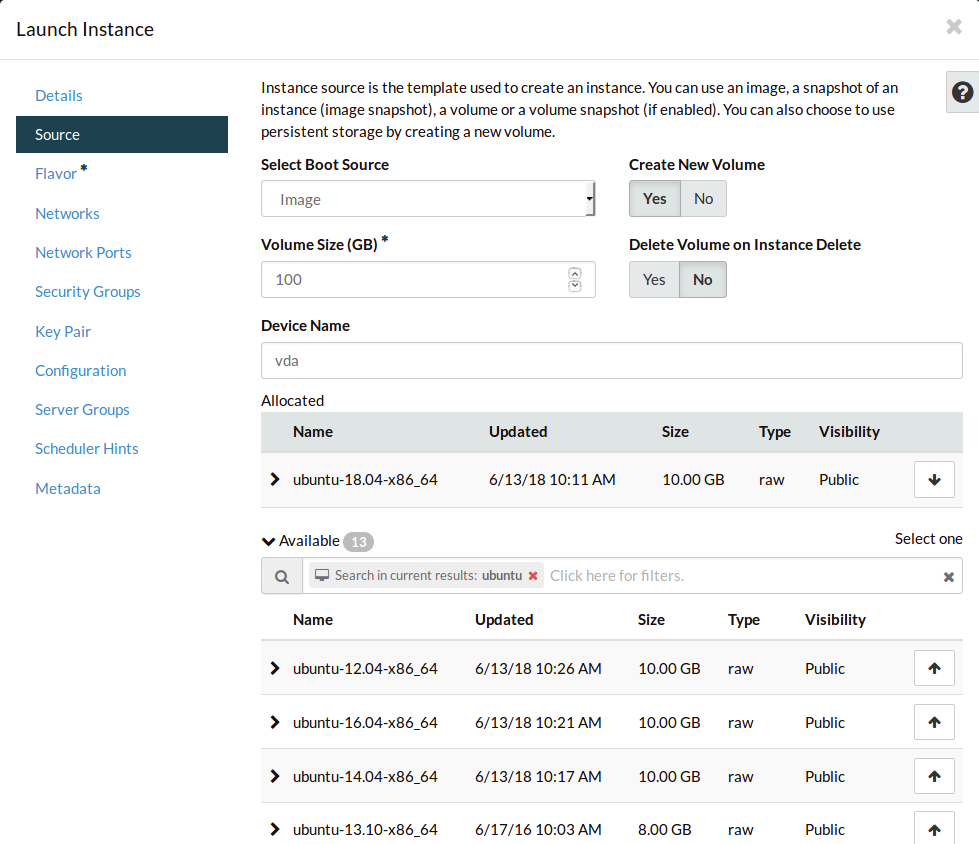 Launch Instance
Details
Source
Flavor *
Networks
Network Ports
Security Groups
Key Pair
Configuration
Server Groups
Scheduler Hints
Metadata
Instance source is the template used to create an instance. You can use an image, a snapshot of an
instance (image snapshot), a volume or a volume snapshot (if enabled). You can also choose to use
persistent storage by creating a new volume.
Select Boot Source
Image
Create New Volume
Yes No
Volume Size (GB) *
100
Delete Volume on Instance Delete
Yes No
Device Name
vda
Allocated
Name Updated Size Type Visibility
ubuntu-18.04-x86_64 6/13/18 10:11 AM 10.00 GB raw Public
Available 13 Select one
Search in current results: ubuntu Click here for filters.
Name Updated Size Type Visibility
ubuntu-12.04-x86_64 6/13/18 10:26 AM 10.00 GB raw Public
ubuntu-16.04-x86_64 6/13/18 10:21 AM 10.00 GB raw Public
ubuntu-14.04-x86_64 6/13/18 10:17 AM 10.00 GB raw Public
ubuntu-13.10-x86_64 6/17/16 10:03 AM 8.00 GB raw Public